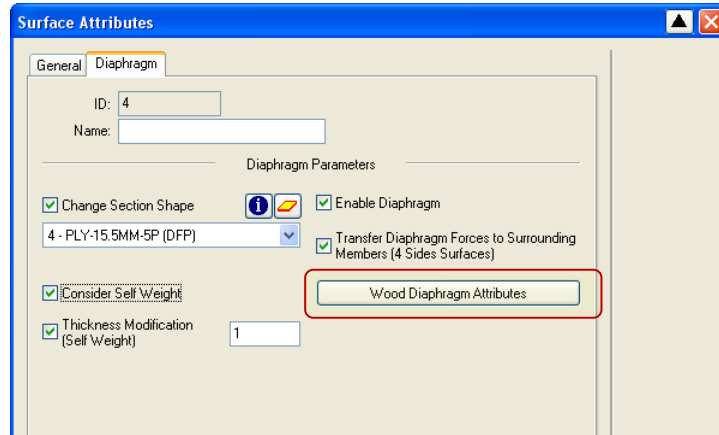 Surface Attributes
General Diaphragm
ID: 4
Name:
Diaphragm Parameters
Change Section Shape
Enable Diaphragm
4 - PLY-15.5MM-5P (DFP)
Transfer Diaphragm Forces to Surrounding
Members (4 Sides Surfaces)
Consider Self Weight
Wood Diaphragm Attributes
Thickness Modification
(Self Weight)
1